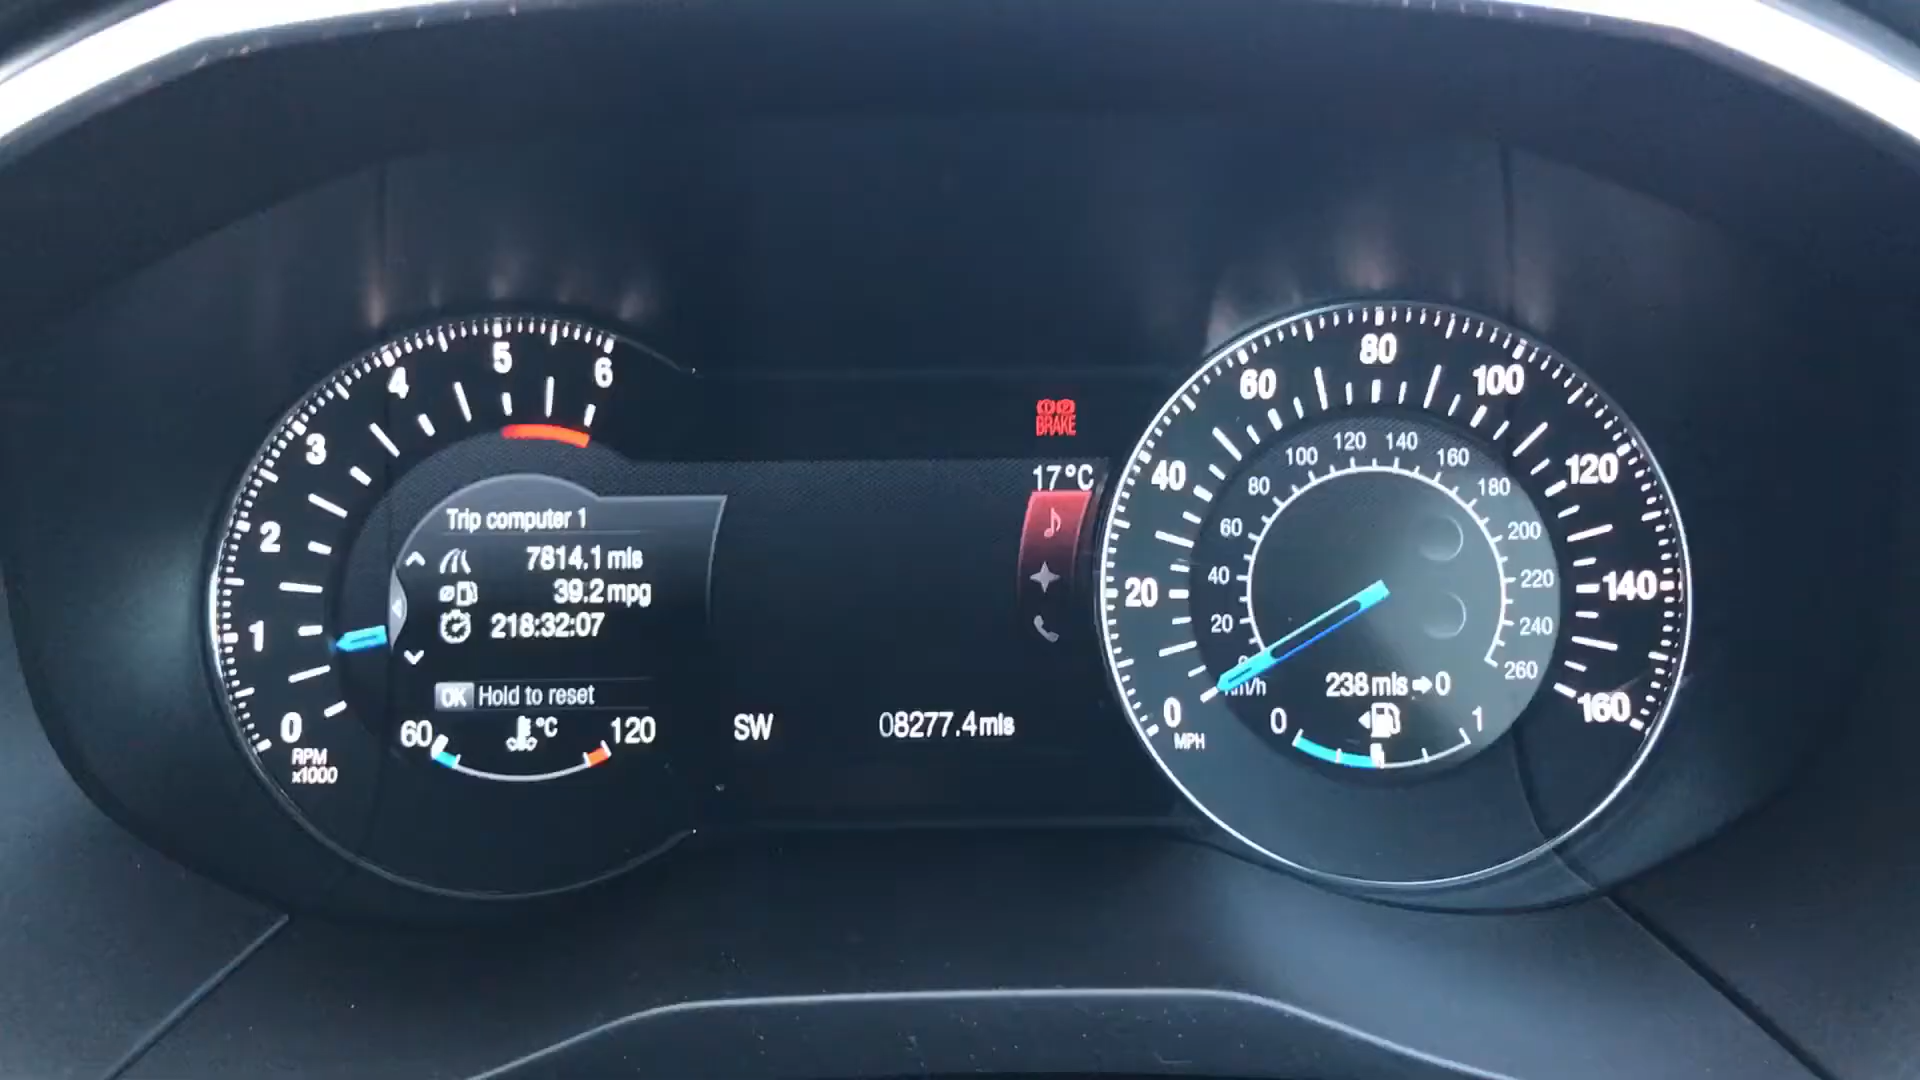 0
1
2
3
4
5
6
RPM
x1000
Trip computer 1
7814.1 mls
39.2 mpg
218:32:07
OK Hold to reset
60
°C
120
SW
08277.4 mls
BRAKE
17°C
0
20
40
60
80
100
120
140
160
MPH
20
40
60
80
100
120
140
160
180
200
220
240
260
238 mls➔0
0
1